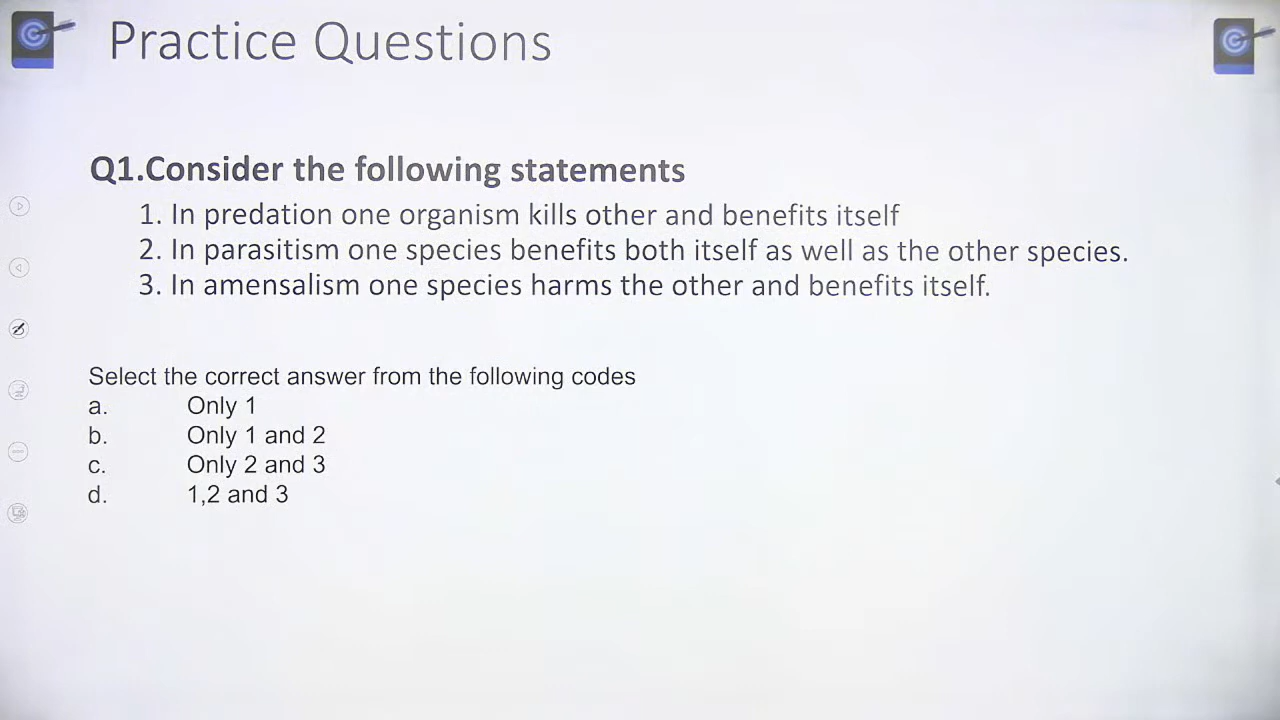 Practice Questions
Q1.Consider the following statements
1. In predation one organism kills other and benefits itself
2. In parasitism one species benefits both itself as well as the other species.
3. In amensalism one species harms the other and benefits itself.
Select the correct answer from the following codes
a. Only 1
b. Only 1 and 2
c. Only 2 and 3
d. 1,2 and 3